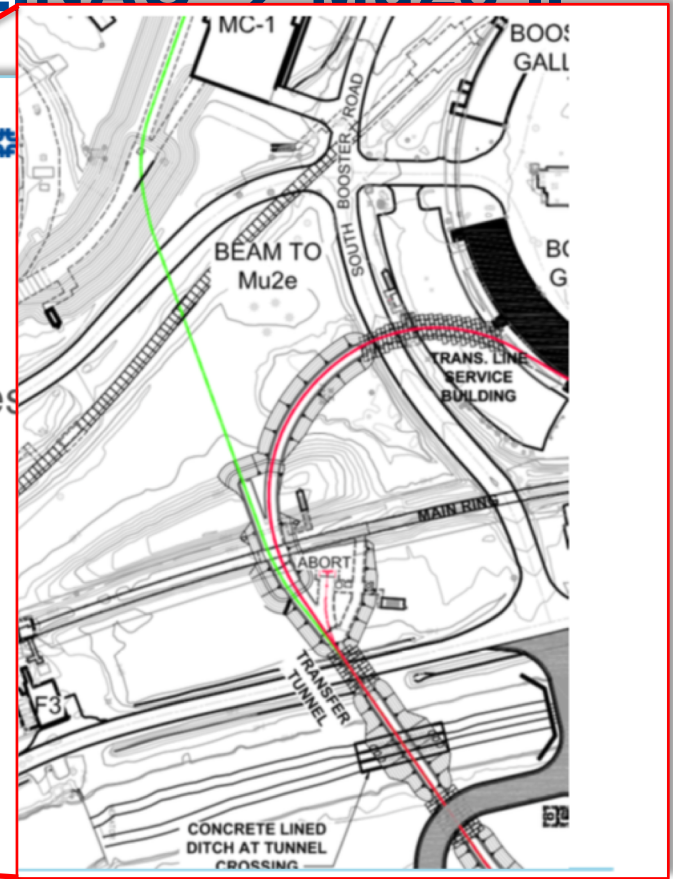 MC-1
BOOS
GALL
SOUTH BOOSTER ROAD
BEAM TO
Mu2e
BO
G
TRANS. LINE
SERVICE
BUILDING
MAIN RING
ABORT
TRANSFER
TUNNEL
F3
CONCRETE LINED
DITCH AT TUNNEL
CROSSING